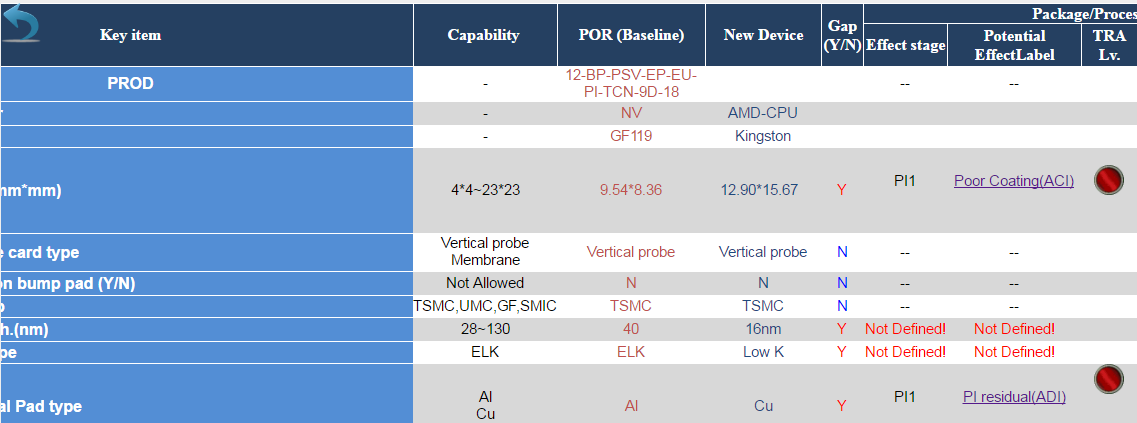 Package/Proces
Key item Capability POR (Baseline) New Device Gap (Y/N) Effect stage Potential EffectLabel TRA Lv.
PROD - 12-BP-PSV-EP-EU-PI-TCN-9D-18 -- --
- NV AMD-CPU
- GF119 Kingston
mm*mm) 4*4~23*23 9.54*8.36 12.90*15.67 Y PI1 Poor Coating(ACI)
e card type Vertical probe Membrane Vertical probe Vertical probe N -- --
on bump pad (Y/N) Not Allowed N N N -- --
TSMC,UMC,GF,SMIC TSMC TSMC N -- --
h.(nm) 28~130 40 16nm Y Not Defined! Not Defined!
pe ELK ELK Low K Y Not Defined! Not Defined!
al Pad type Al Cu Al Cu Y PI1 PI residual(ADI)